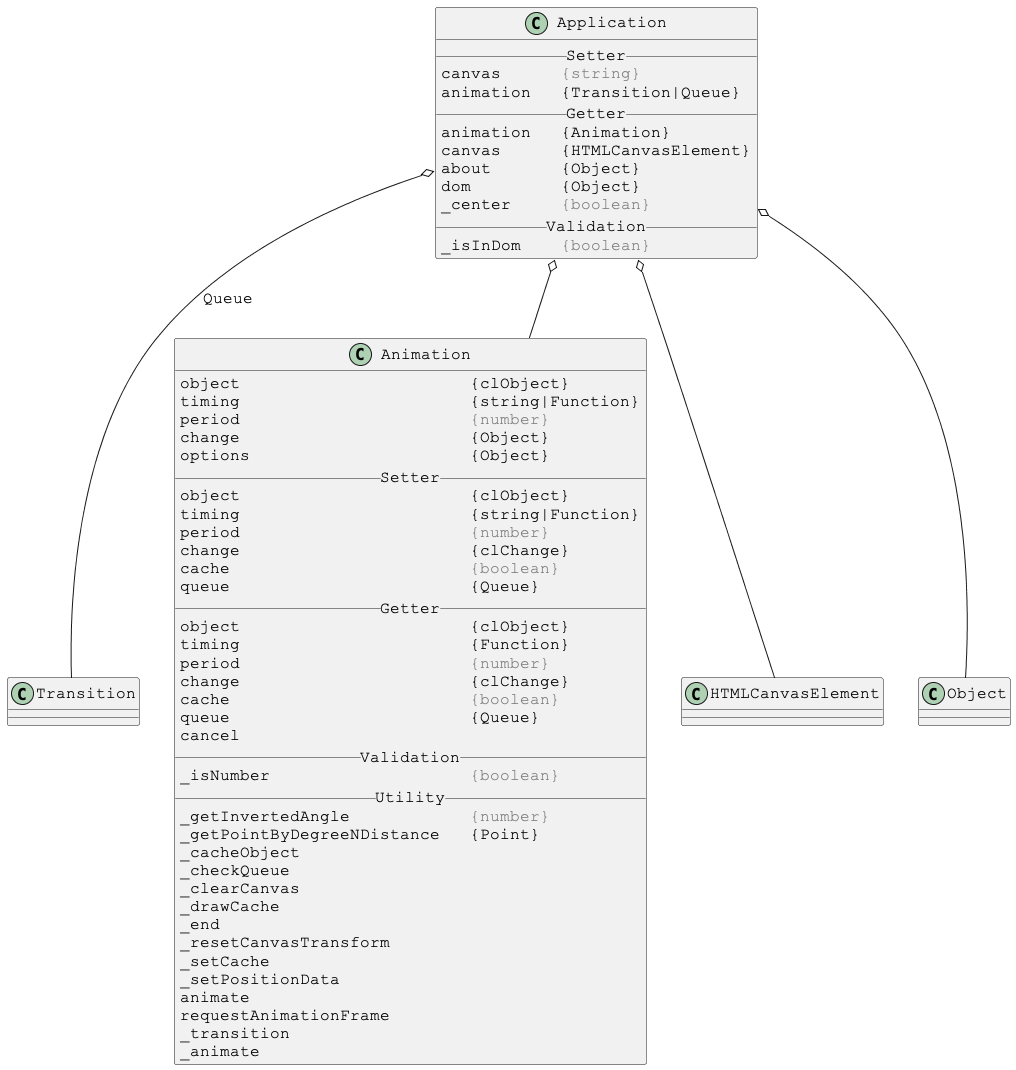 C Application
Setter
canvas {string}
animation {Transition|Queue}
Getter
animation {Animation}
canvas {HTMLCanvasElement}
about {Object}
dom {Object}
_center {boolean}
Validation
_isInDom {boolean}
Queue
C Animation
object {clObject}
timing {string|Function}
period {number}
change {Object}
options {Object}
Setter
object {clObject}
timing {string|Function}
period {number}
change {clChange}
cache {boolean}
queue {Queue}
Getter
object {clObject}
timing {Function}
period {number}
change {clChange}
cache {boolean}
queue {Queue}
cancel
Validation
_isNumber {boolean}
Utility
_getInvertedAngle {number}
_getPointByDegreeNDistance {Point}
_cacheObject
_checkQueue
_clearCanvas
_drawCache
_end
_resetCanvasTransform
_setCache
_setPositionData
animate
requestAnimationFrame
_transition
_animate
C Transition
C HTMLCanvasElement
C Object